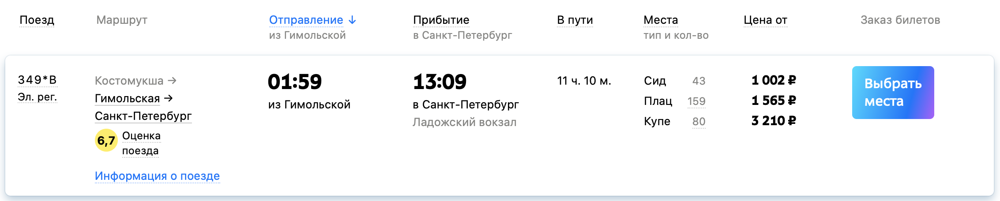 Поезд Маршрут Отправление ↓ Прибытие В пути Места Цена от Заказ билетов
из Гимольской в Санкт-Петербург тип и кол-во
349*В Костомукша → 01:59 13:09 11 ч. 10 м. Сид 43 1 002 ₽ Выбрать
Эл. рег. Гимольская → из Гимольской в Санкт-Петербург Плац 159 1 565 ₽ места
Санкт-Петербург Ладожский вокзал Купе 80 3 210 ₽
6,7 Оценка
поезда
Информация о поезде